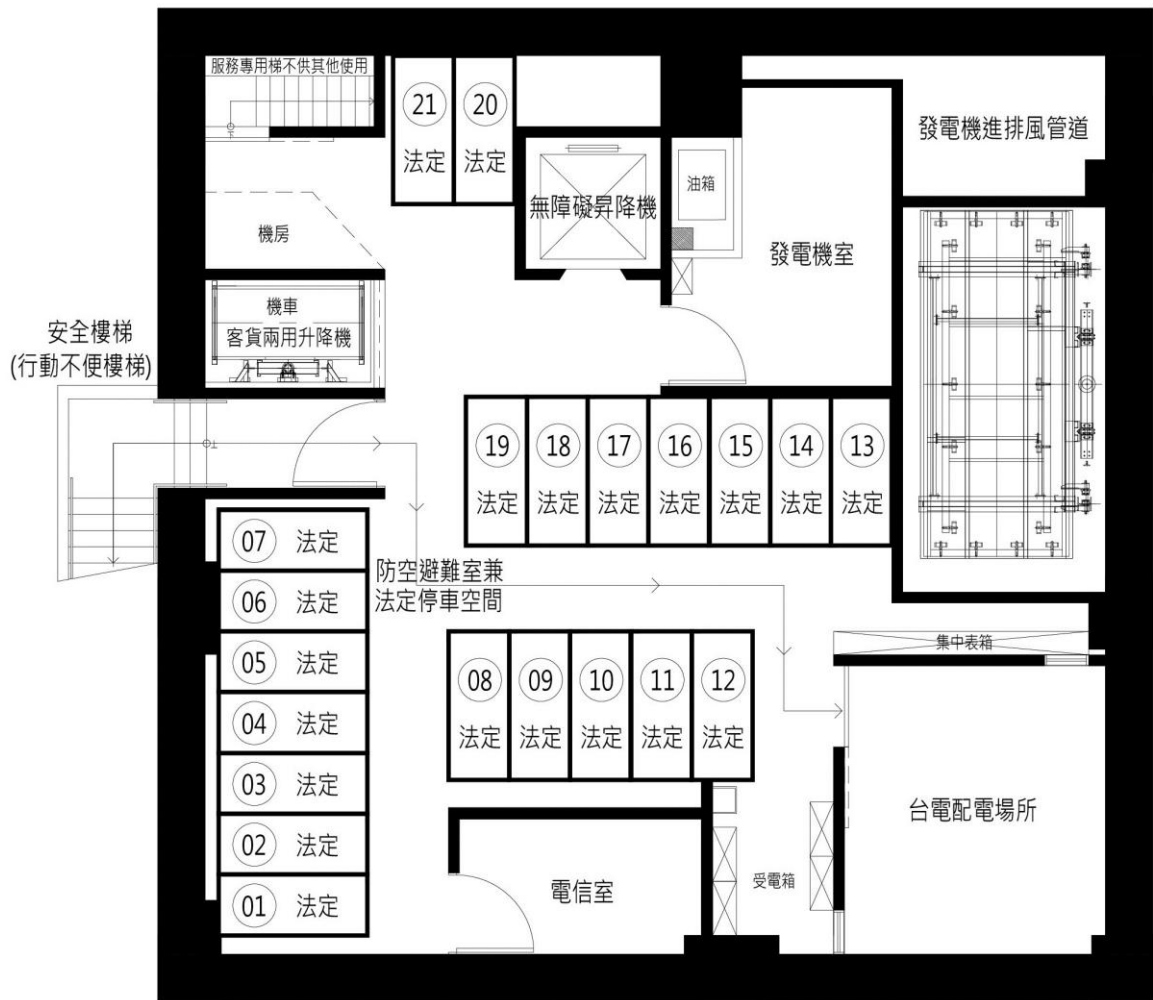 服務專用梯不供其他使用
21
法定
20
法定
發電機進排風管道
油箱
無障礙昇降機
機房
發電機室
機車
客貨兩用升降機
安全樓梯
(行動不便樓梯)
19
法定
18
法定
17
法定
16
法定
15
法定
14
法定
13
法定
07 法定
防空避難室兼
法定停車空間
06 法定
05 法定
集中表箱
08
法定
09
法定
10
法定
11
法定
12
法定
04 法定
03 法定
台電配電場所
02 法定
受電箱
電信室
01 法定